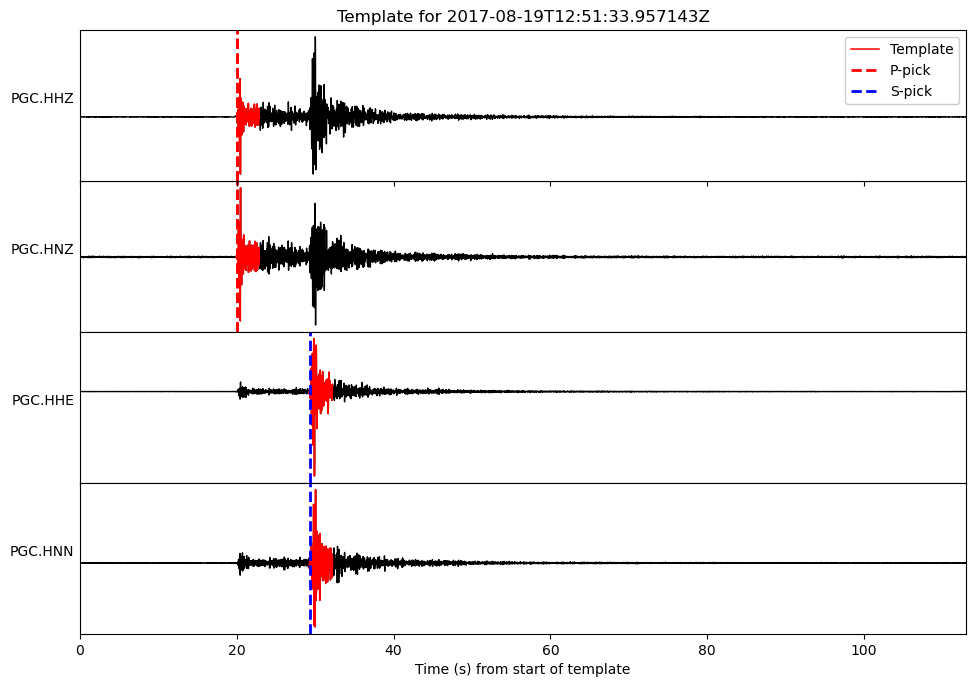 Template for 2017-08-19T12:51:33.957143Z
Template
P-pick
S-pick
PGC.HHZ
PGC.HNZ
PGC.HHE
PGC.HNN
0 20 40 60 80 100
Time (s) from start of template